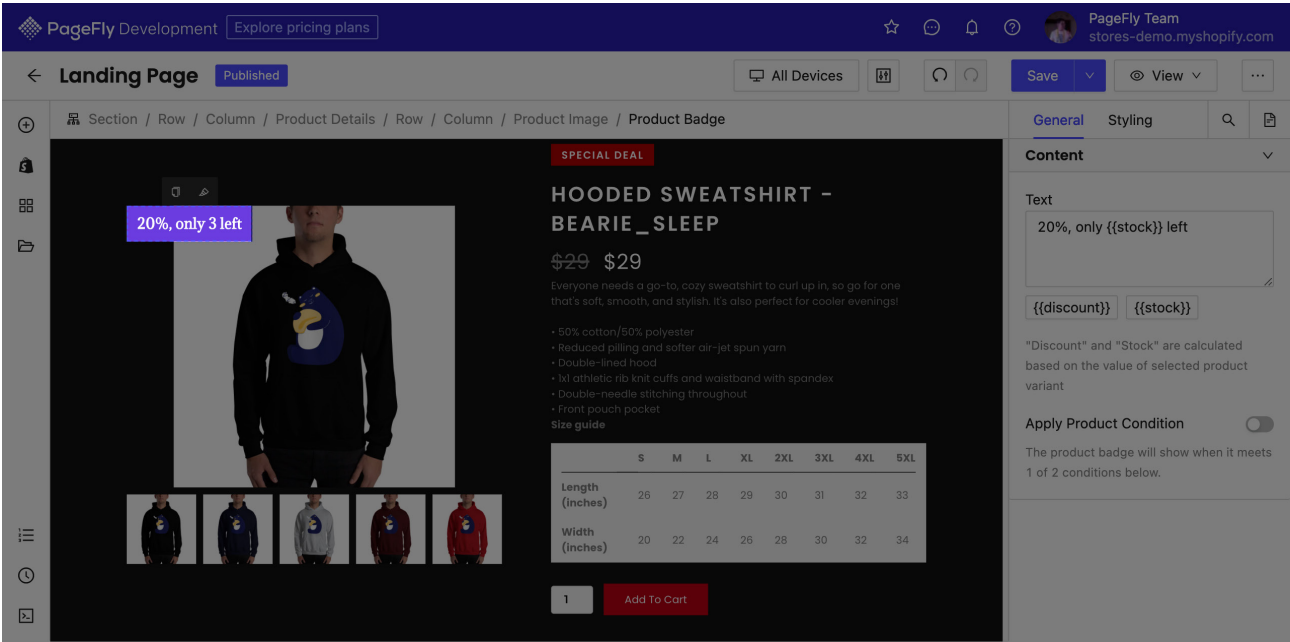 PageFly Development Explore pricing plans
PageFly Team
stores-demo.myshopify.com
Landing Page Published
All Devices
Save
View
Section / Row / Column / Product Details / Row / Column / Product Image / Product Badge
General Styling
Content
Text
20%, only {{stock}} left
{{discount}} {{stock}}
"Discount" and "Stock" are calculated
based on the value of selected product
variant
Apply Product Condition
The product badge will show when it meets
1 of 2 conditions below.
20%, only 3 left
SPECIAL DEAL
HOODED SWEATSHIRT -
BEARIE_SLEEP
$29 $29
Everyone needs a go-to, cozy sweatshirt to curl up in, so go for one
that's soft, smooth, and stylish. It's also perfect for cooler evenings!
• 50% cotton/50% polyester
• Reduced pilling and softer air-jet spun yarn
• Double-lined hood
• 1x1 athletic rib knit cuffs and waistband with spandex
• Double-needle stitching throughout
• Front pouch pocket
Size guide
S M L XL 2XL 3XL 4XL 5XL
Length
(inches) 26 27 28 29 30 31 32 33
Width
(inches) 20 22 24 26 28 30 32 34
1 Add To Cart